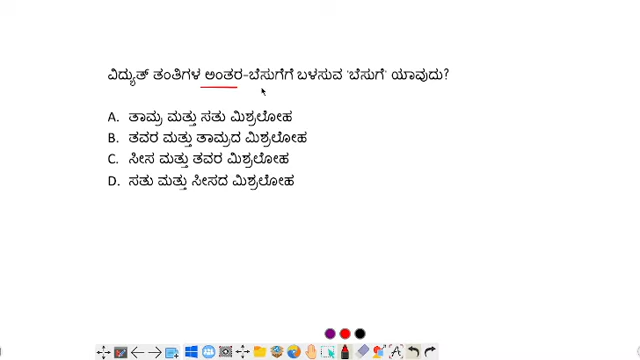 ವಿದ್ಯುತ್ ತಂತಿಗಳ ಅಂತರ-ಬೆಸುಗೆಗೆ ಬಳಸುವ 'ಬೆಸುಗೆ' ಯಾವುದು?
A. ತಾಮ್ರ ಮತ್ತು ಸತು ಮಿಶ್ರಲೋಹ
B. ತವರ ಮತ್ತು ತಾಮ್ರದ ಮಿಶ್ರಲೋಹ
C. ಸೀಸ ಮತ್ತು ತವರ ಮಿಶ್ರಲೋಹ
D. ಸತು ಮತ್ತು ಸೀಸದ ಮಿಶ್ರಲೋಹ